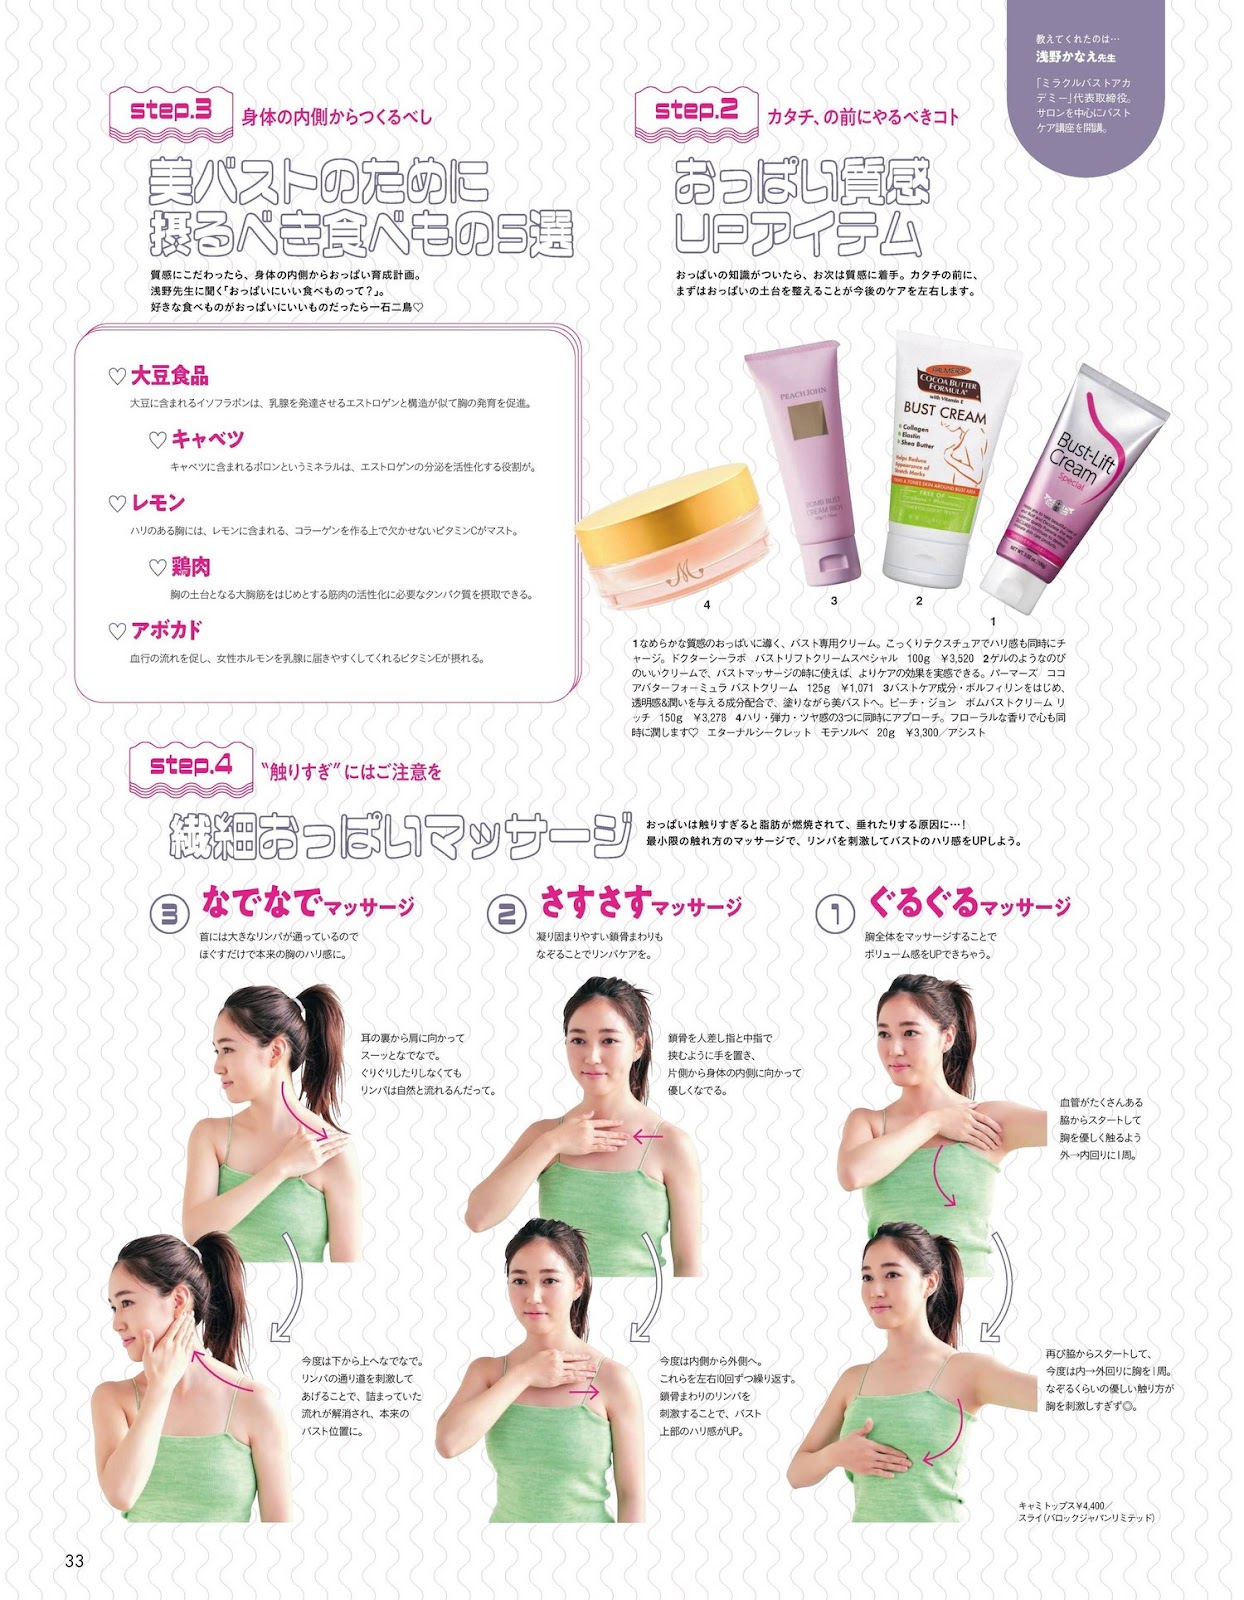 教えてくれたのは…
浅野かなえ先生
「ミラクルバストアカ
デミー」代表取締役。
サロンを中心にバスト
ケア講座を開講。
step.2
カタチ、の前にやるべきコト
おっぱい質感
UPアイテム
おっぱいの知識がついたら、お次は質感に着手。カタチの前に、
まずはおっぱいの土台を整えることが今後のケアを左右します。
PEACH JOHN
BOMB BUST
CREAM RICH
PALMER'S
COCOA BUTTER
FORMULA
with Vitamin E
BUST CREAM
Collagen
Elastin
Shea Butter
Helps Reduce
Appearance of
Stretch Marks
FREE OF
Bust-Lift
Cream
Special
M
4
3
2
1
1なめらかな質感のおっぱいに導く、バスト専用クリーム。こっくりテクスチュアでハリ感も同時にチ
ャージ。ドクターシーラボ バストリフトクリームスペシャル 100g ¥3,520 2ゲルのようなのび
のいいクリームで、バストマッサージの時に使えば、よりケアの効果を実感できる。パーマーズ ココ
アバターフォーミュラ バストクリーム 125g ¥1,071 3バストケア成分・ボルフィリンをはじめ、
透明感&潤いを与える成分配合で、塗りながら美バストへ。ピーチ・ジョン ボムバストクリーム リ
ッチ 150g ¥3,278 4ハリ・弾力・ツヤ感の3つに同時にアプローチ。フローラルな香りで心も同
時に潤します♡ エターナルシークレット モテソルベ 20g ¥3,300/アシスト
step.3
身体の内側からつくるべし
美バストのために
摂るべき食べもの5選
質感にこだわったら、身体の内側からおっぱい育成計画。
浅野先生に聞く「おっぱいにいい食べものって?」。
好きな食べものがおっぱいにいいものだったら一石二鳥♡
♡大豆食品
大豆に含まれるイソフラボンは、乳腺を発達させるエストロゲンと構造が似て胸の発育を促進。
♡キャベツ
キャベツに含まれるボロンというミネラルは、エストロゲンの分泌を活性化する役割が。
♡レモン
ハリのある胸には、レモンに含まれる、コラーゲンを作る上で欠かせないビタミンCがマスト。
♡鶏肉
胸の土台となる大胸筋をはじめとする筋肉の活性化に必要なタンパク質を摂取できる。
♡アボカド
血行の流れを促し、女性ホルモンを乳腺に届きやすくしてくれるビタミンEが摂れる。
step.4
“触りすぎ”にはご注意を
繊細おっぱいマッサージ
おっぱいは触りすぎると脂肪が燃焼されて、垂れたりする原因に…!
最小限の触れ方のマッサージで、リンパを刺激してバストのハリ感をUPしよう。
1 ぐるぐるマッサージ
胸全体をマッサージすることで
ボリューム感をUPできちゃう。
血管がたくさんある
脇からスタートして
胸を優しく触るよう
外→内回りに1周。
再び脇からスタートして、
今度は内→外回りに胸を1周。
なぞるくらいの優しい触り方が
胸を刺激しすぎず◎。
2 さすさすマッサージ
凝り固まりやすい鎖骨まわりも
なぞることでリンパケアを。
鎖骨を人差し指と中指で
挟むように手を置き、
片側から身体の内側に向かって
優しくなでる。
今度は内側から外側へ。
これらを左右10回ずつ繰り返す。
鎖骨まわりのリンパを
刺激することで、バスト
上部のハリ感がUP。
3 なでなでマッサージ
首には大きなリンパが通っているので
ほぐすだけで本来の胸のハリ感に。
耳の裏から肩に向かって
スーッとなでなで。
ぐりぐりしたりしなくても
リンパは自然と流れるんだって。
今度は下から上へなでなで。
リンパの通り道を刺激して
あげることで、詰まっていた
流れが解消され、本来の
バスト位置に。
キャミトップス¥4,400/
スライ(バロックジャパンリミテッド)
33